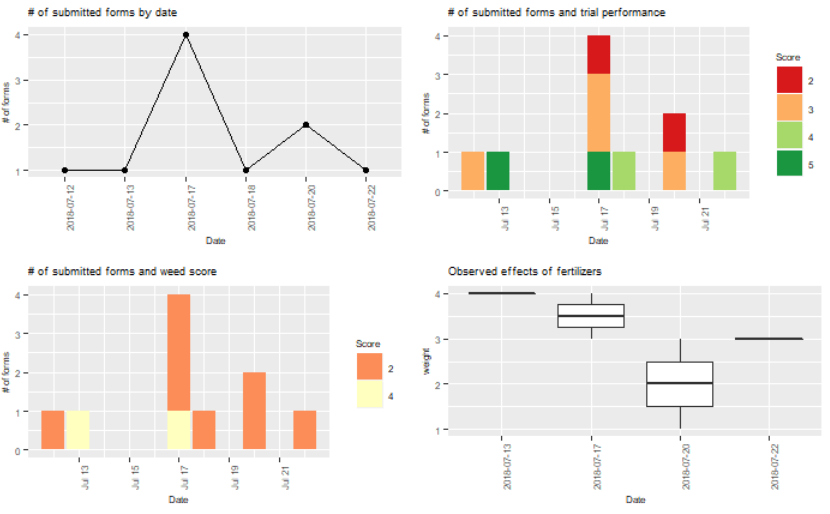 # of submitted forms by date
# of forms
4
3
2
1
2018-07-12
2018-07-13
2018-07-17
2018-07-18
2018-07-20
2018-07-22
Date
# of submitted forms and trial performance
# of forms
4
3
2
1
0
Jul 13
Jul 15
Jul 17
Jul 19
Jul 21
Date
Score
2
3
4
5
# of submitted forms and weed score
# of forms
4
3
2
1
0
Jul 13
Jul 15
Jul 17
Jul 19
Jul 21
Date
Score
2
4
Observed effects of fertilizers
weight
4
3
2
1
2018-07-13
2018-07-17
2018-07-20
2018-07-22
Date